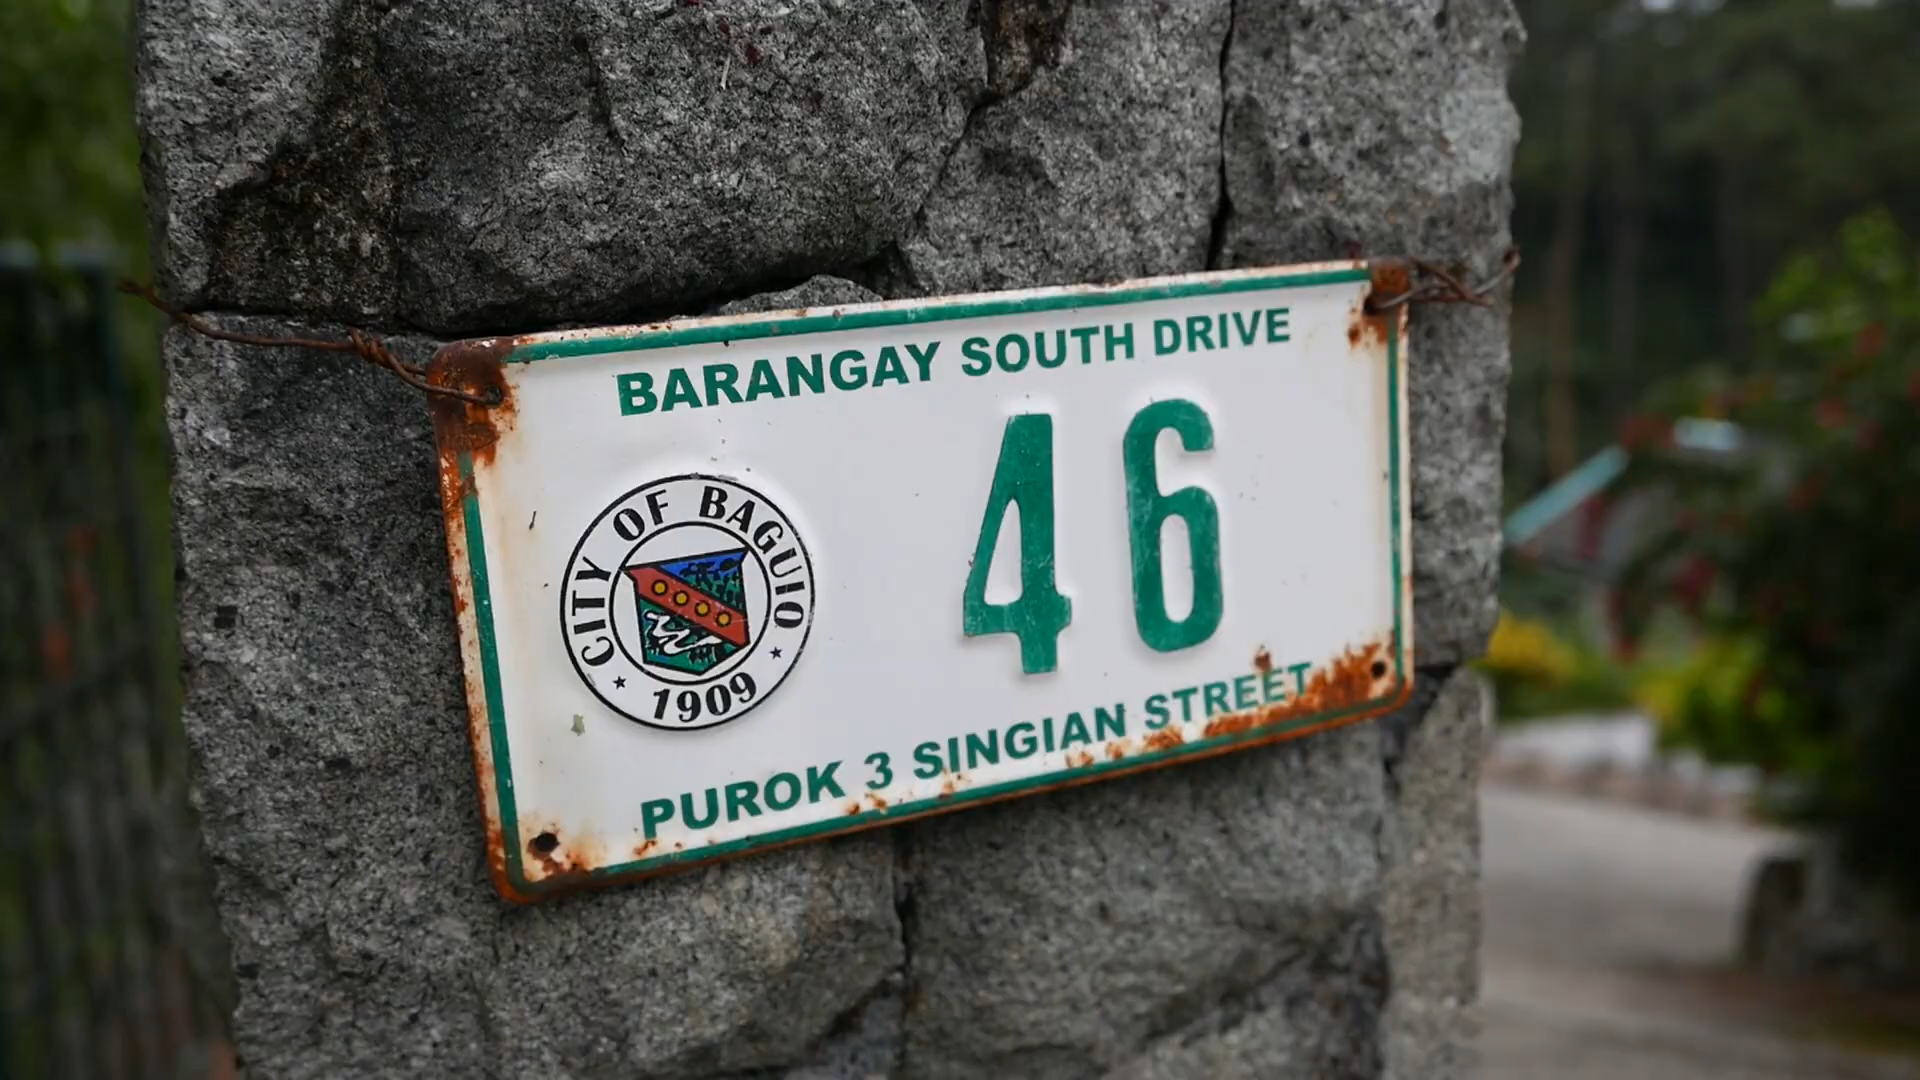 BARANGAY SOUTH DRIVE
46
CITY OF BAGUIO
1909
PUROK 3 SINGIAN STREET